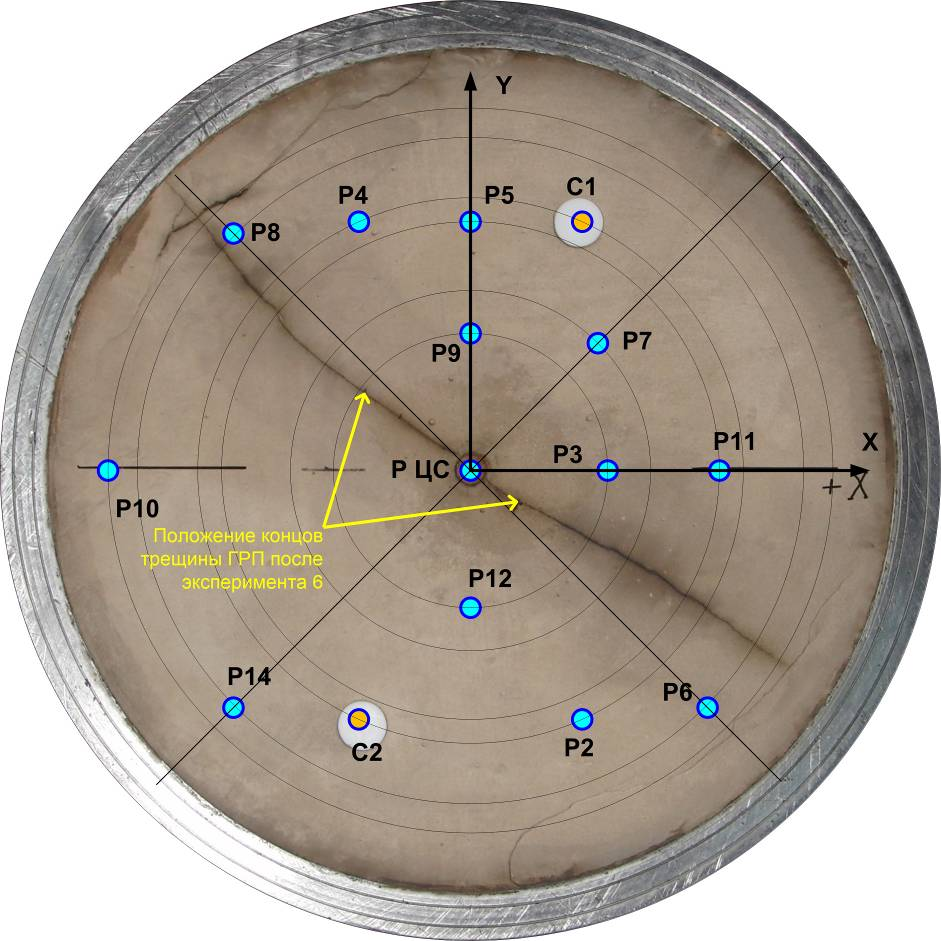 Y
P4
P5
C1
P8
P9
P7
P ЦС
P3
P11
X
+ X
P10
Положение концов
трещины ГРП после
эксперимента 6
P12
P14
P6
C2
P2